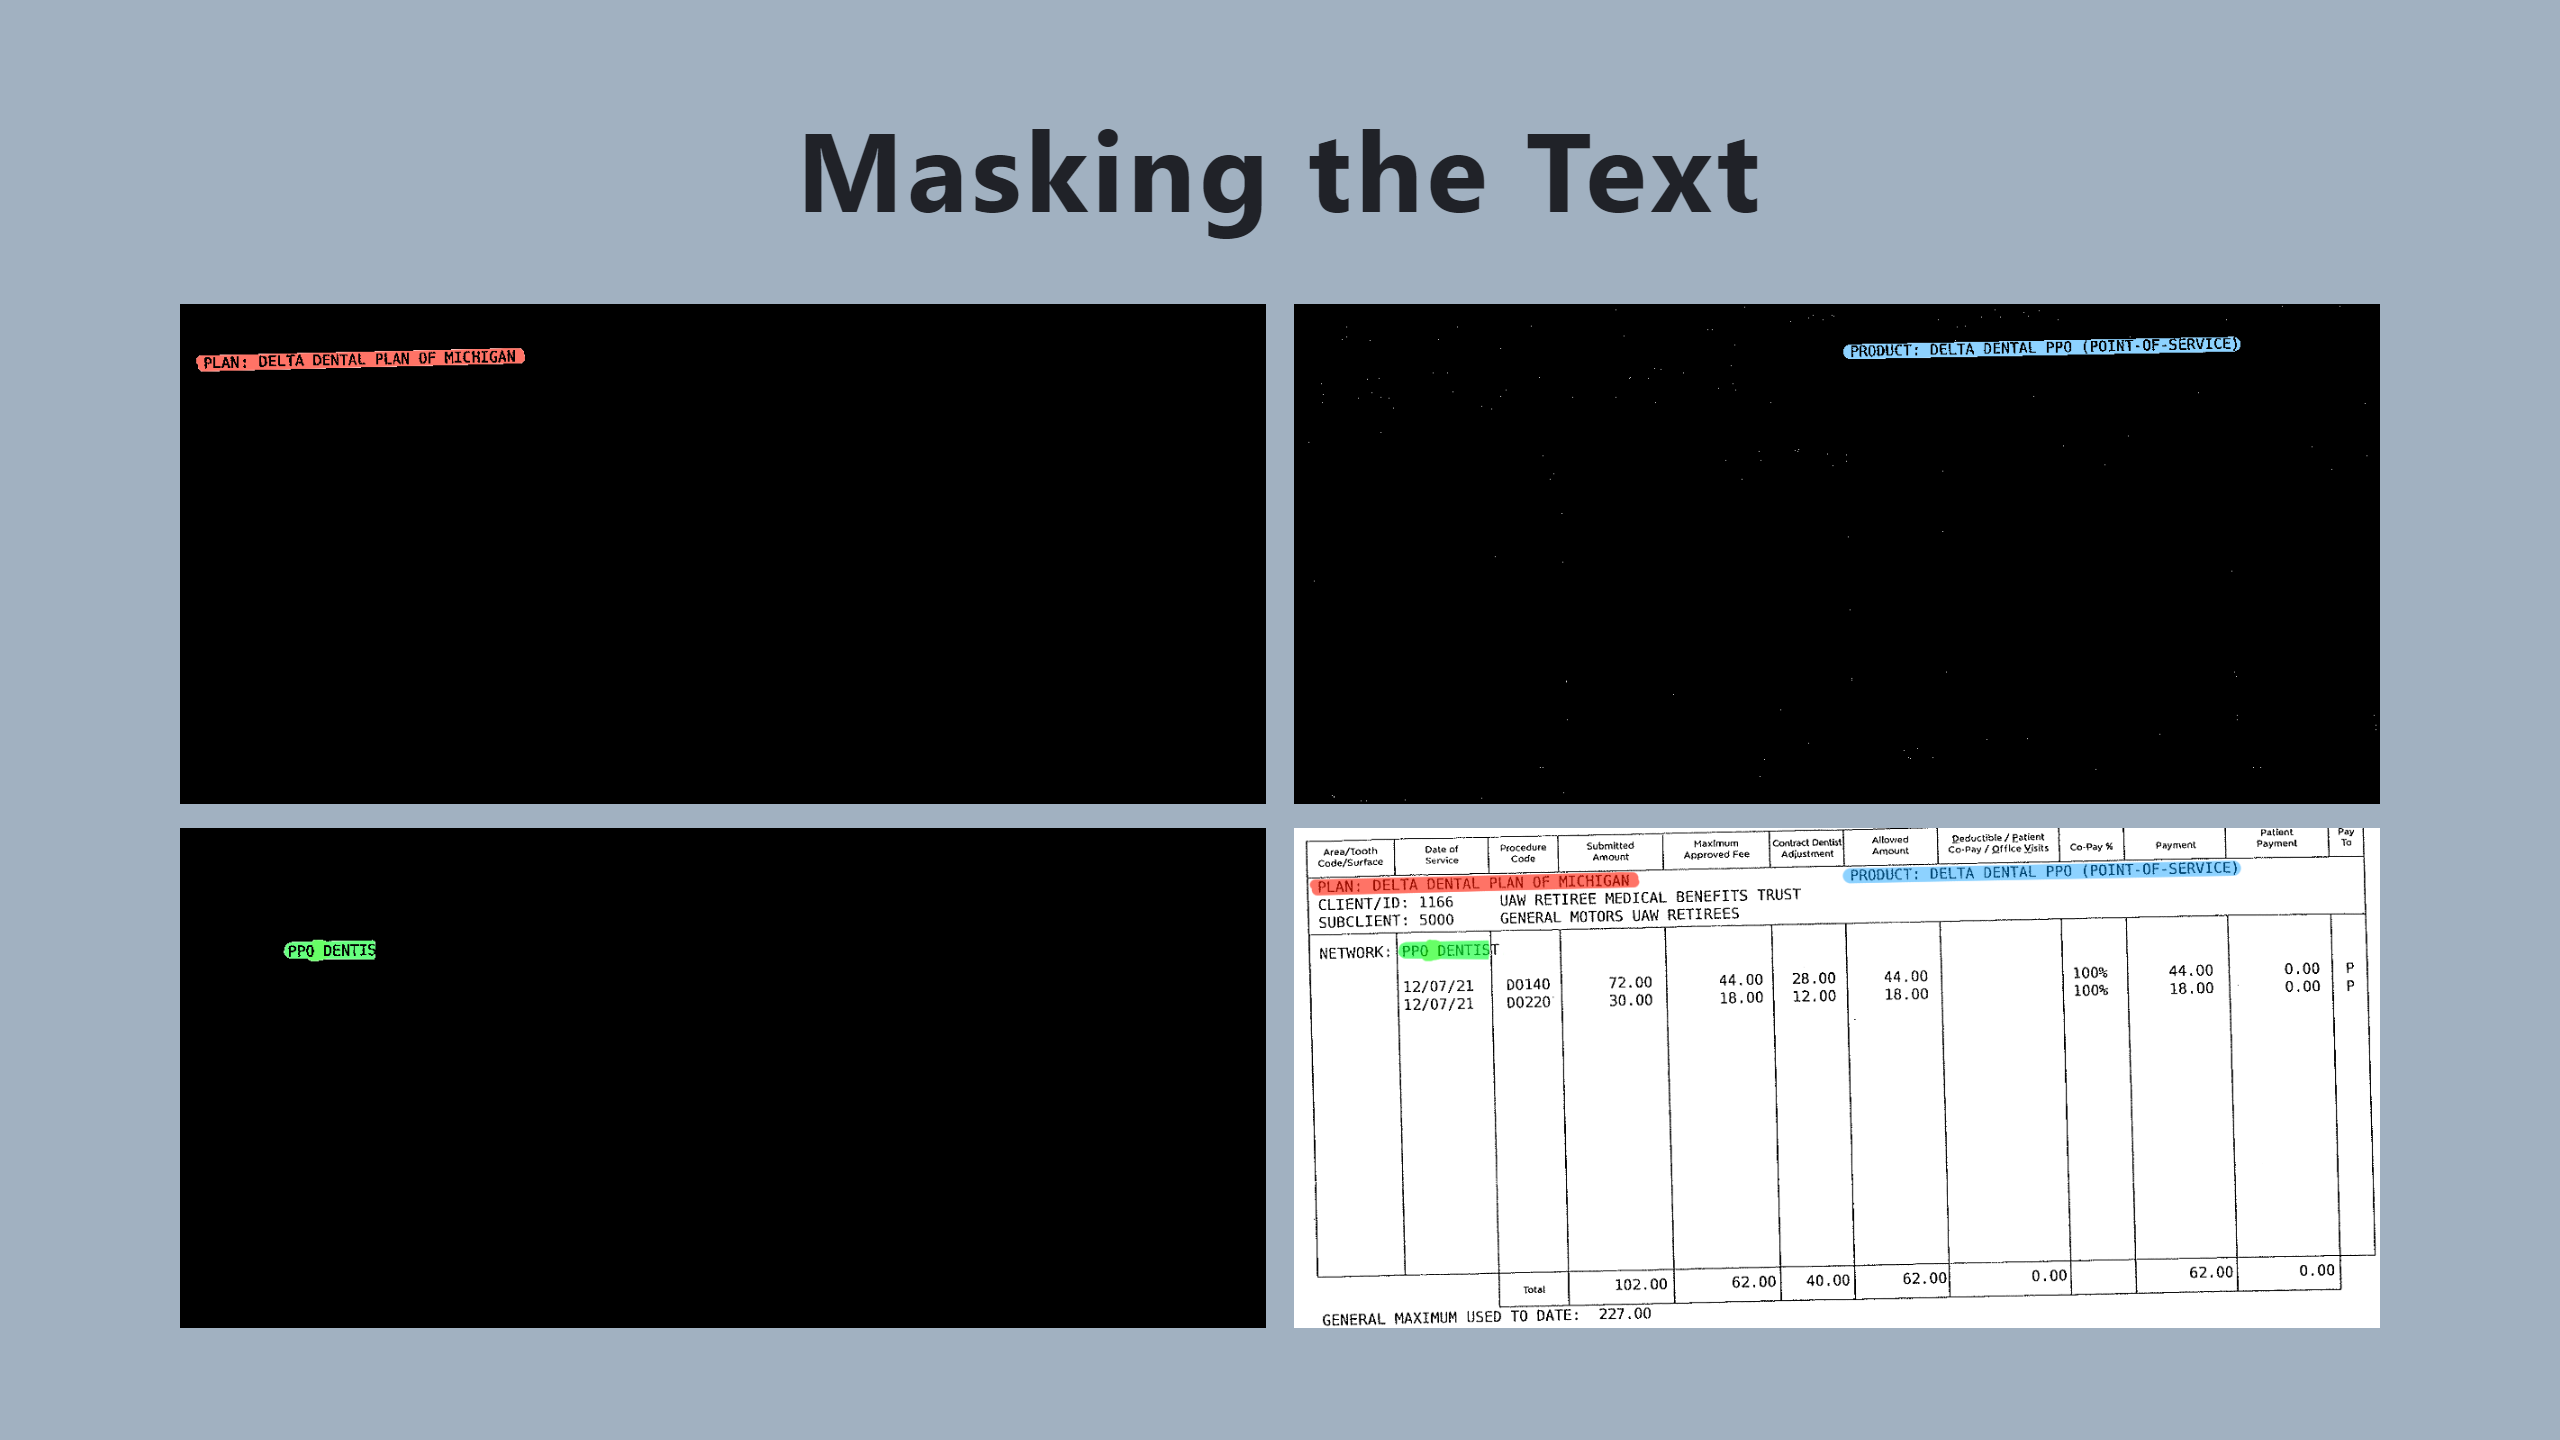 Masking the Text
PLAN: DELTA DENTAL PLAN OF MICHIGAN
PRODUCT: DELTA DENTAL PPO (POINT-OF-SERVICE)
PPO DENTIS
Area/Tooth Code/Surface Date of Service Procedure Code Submitted Amount Maximum Approved Fee Contract Dentist Adjustment Allowed Amount Deductible / Patient Co-Pay / Office Visits Co-Pay % Payment Patient Payment Pay To
PLAN: DELTA DENTAL PLAN OF MICHIGAN PRODUCT: DELTA DENTAL PPO (POINT-OF-SERVICE)
CLIENT/ID: 1166 UAW RETIREE MEDICAL BENEFITS TRUST
SUBCLIENT: 5000 GENERAL MOTORS UAW RETIREES
NETWORK: PPO DENTIST
12/07/21 D0140 72.00 44.00 28.00 44.00 100% 44.00 0.00 P
12/07/21 D0220 30.00 18.00 12.00 18.00 100% 18.00 0.00 P
Total 102.00 62.00 40.00 62.00 0.00 62.00 0.00
GENERAL MAXIMUM USED TO DATE: 227.00